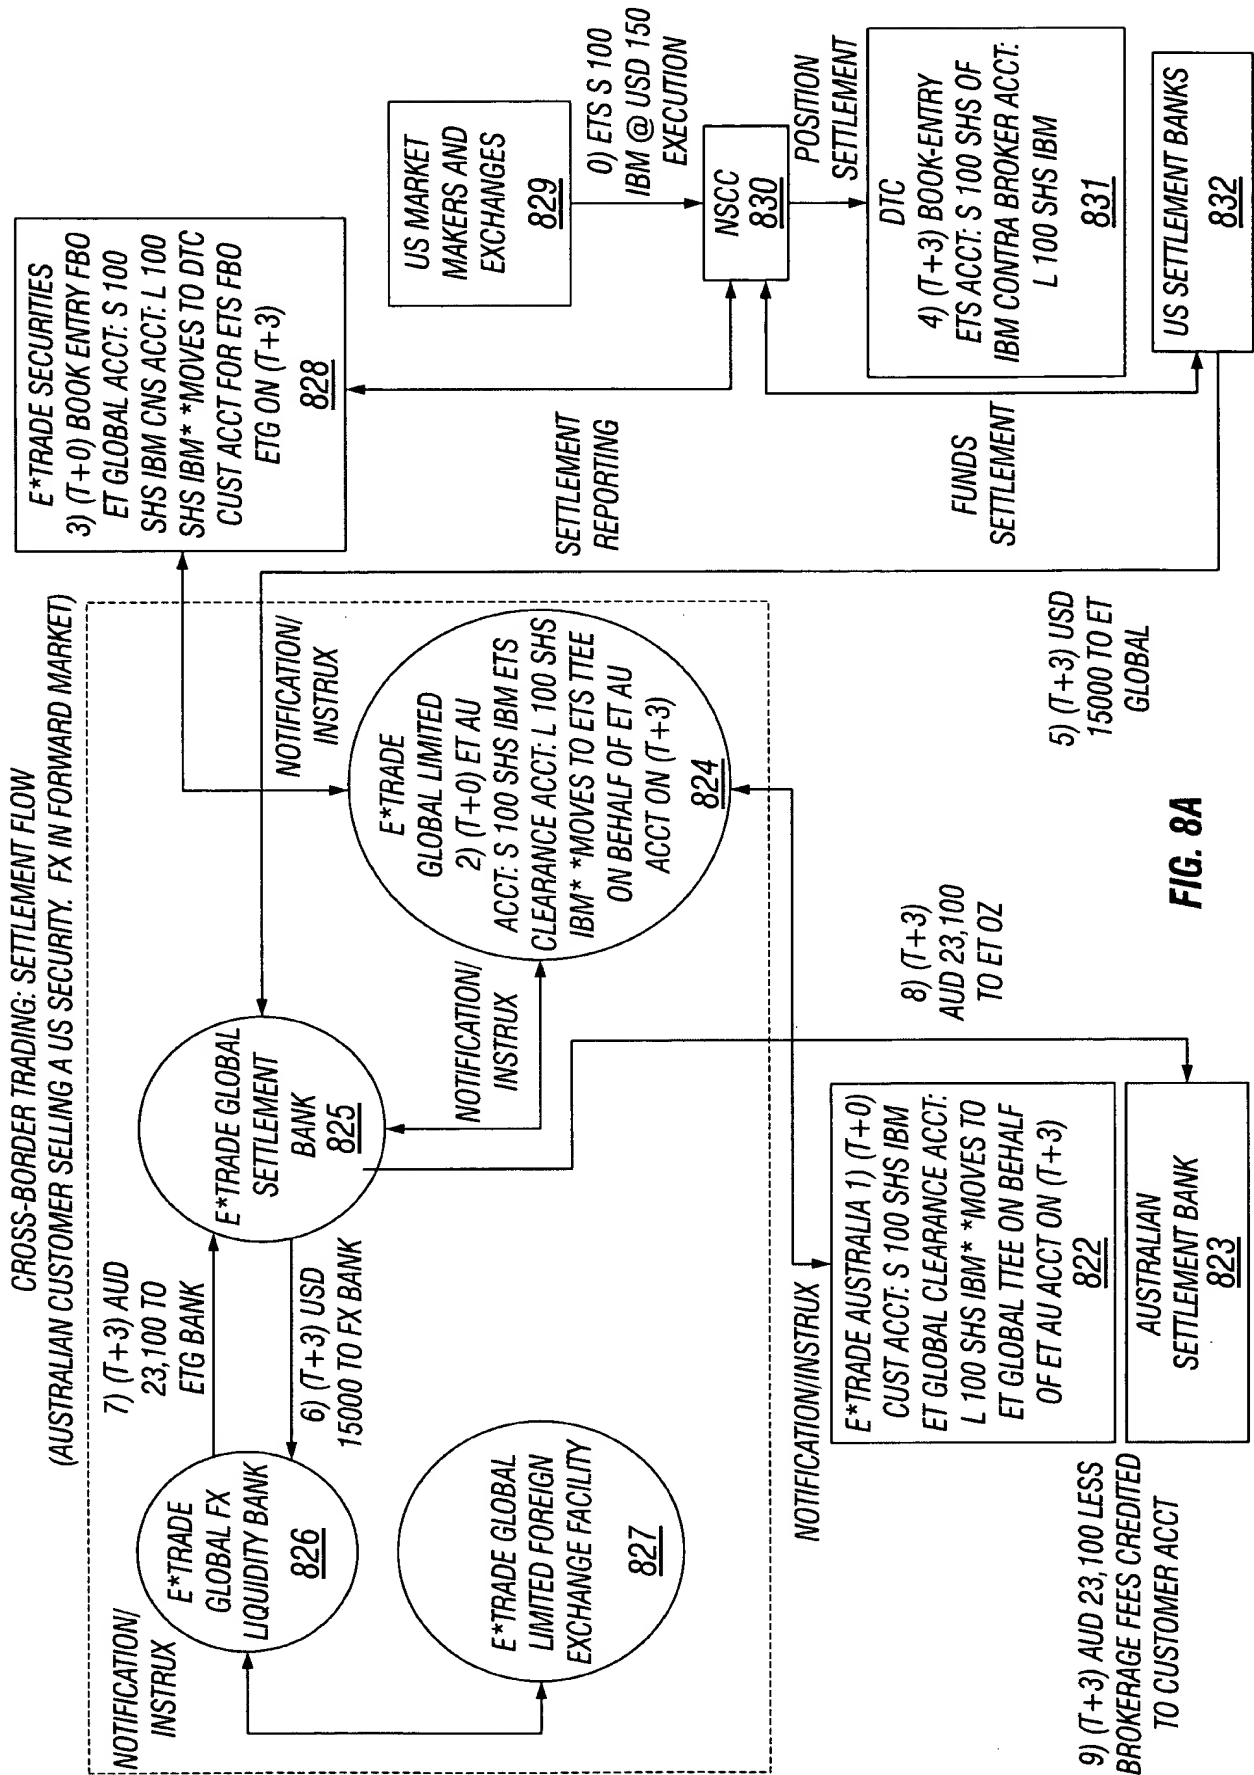 CROSS-BORDER TRADING: SETTLEMENT FLOW
(AUSTRALIAN CUSTOMER SELLING A US SECURITY. FX IN FORWARD MARKET)
NOTIFICATION/
INSTRUX
E*TRADE
GLOBAL FX
LIQUIDITY BANK
826
7) (T+3) AUD
23,100 TO
ETG BANK
6) (T+3) USD
15000 TO FX BANK
E*TRADE GLOBAL
SETTLEMENT
BANK
825
E*TRADE GLOBAL
LIMITED FOREIGN
EXCHANGE FACILITY
827
NOTIFICATION/
INSTRUX
NOTIFICATION/
INSTRUX
E*TRADE
GLOBAL LIMITED
2) (T+0) ET AU
ACCT: S 100 SHS IBM ETS
CLEARANCE ACCT: L 100 SHS
IBM* *MOVES TO ETS TTEE
ON BEHALF OF ET AU
ACCT ON (T+3)
824
E*TRADE SECURITIES
3) (T+0) BOOK ENTRY FBO
ET GLOBAL ACCT: S 100
SHS IBM CNS ACCT: L 100
SHS IBM* *MOVES TO DTC
CUST ACCT FOR ETS FBO
ETG ON (T+3)
828
US MARKET
MAKERS AND
EXCHANGES
829
0) ETS S 100
IBM @ USD 150
EXECUTION
SETTLEMENT
REPORTING
NSCC
830
POSITION
SETTLEMENT
DTC
4) (T+3) BOOK-ENTRY
ETS ACCT: S 100 SHS OF
IBM CONTRA BROKER ACCT:
L 100 SHS IBM
831
FUNDS
SETTLEMENT
US SETTLEMENT BANKS
832
5) (T+3) USD
15000 TO ET
GLOBAL
8) (T+3)
AUD 23,100
TO ET OZ
NOTIFICATION/INSTRUX
E*TRADE AUSTRALIA 1) (T+0)
CUST ACCT: S 100 SHS IBM
ET GLOBAL CLEARANCE ACCT:
L 100 SHS IBM* *MOVES TO
ET GLOBAL TTEE ON BEHALF
OF ET AU ACCT ON (T+3)
822
AUSTRALIAN
SETTLEMENT BANK
823
9) (T+3) AUD 23,100 LESS
BROKERAGE FEES CREDITED
TO CUSTOMER ACCT
FIG. 8A